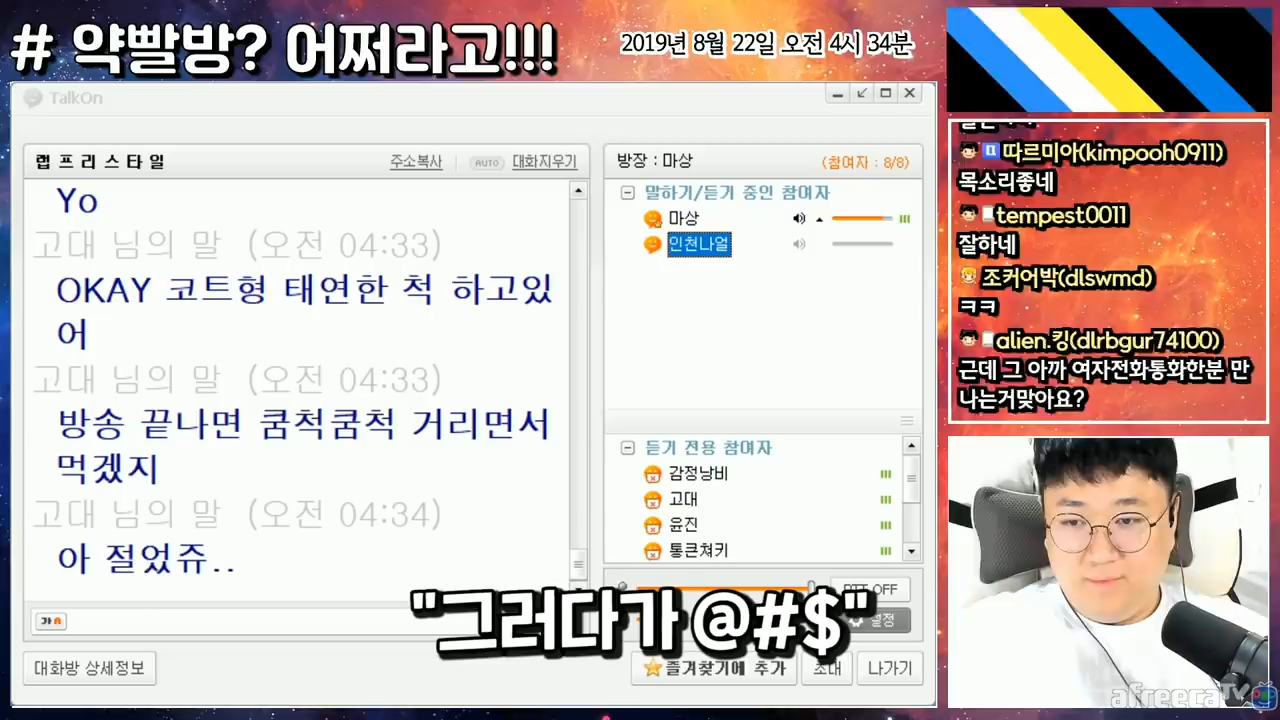 # 약빨방? 어쩌라고!!!
2019년 8월 22일 오전 4시 34분
TalkOn
랩 프 리 스 타 일
주소복사
AUTO
대화지우기
Yo
고대 님의 말 (오전 04:33)
OKAY 코트형 태연한 척 하고있
어
고대 님의 말 (오전 04:33)
방송 끝나면 쿰척쿰척 거리면서
먹겠지
고대 님의 말 (오전 04:34)
아 절었쥬..
가
대화방 상세정보
방장 : 마상
(참여자 : 8/8)
말하기/듣기 중인 참여자
마상
인천나얼
듣기 전용 참여자
감정낭비
고대
윤진
통큰쳐키
PTT OFF
설정
즐겨찾기에 추가
초대
나가기
"그러다가 @#$"
따르미아(kimpooh0911)
목소리좋네
tempest0011
잘하네
조커어박(dlswmd)
ㅋㅋ
alien.킹(dlrbgur74100)
근데 그 아까 여자전화통화한분 만
나는거맞아요?
afreecaTV